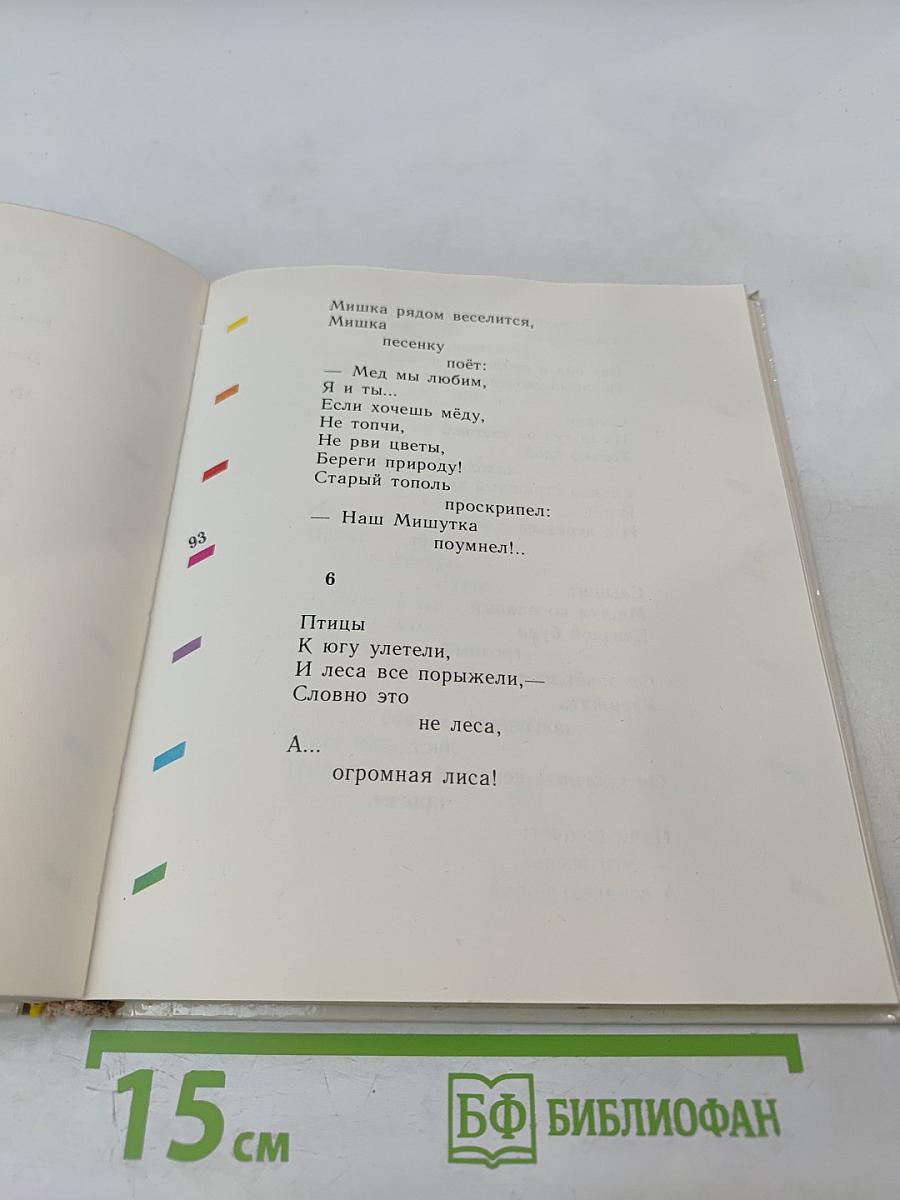 Мишка рядом веселится,
Мишка
песенку
поёт:
— Мед мы любим,
Я и ты...
Если хочешь мёду,
Не топчи,
Не рви цветы,
Береги природу!
Старый тополь
проскрипел:
— Наш Мишутка
поумнел!..
93
6
Птицы
К югу улетели,
И леса все порыжели,—
Словно это
не леса,
А...
огромная лиса!
15 см
БФ БИБЛИОФАН